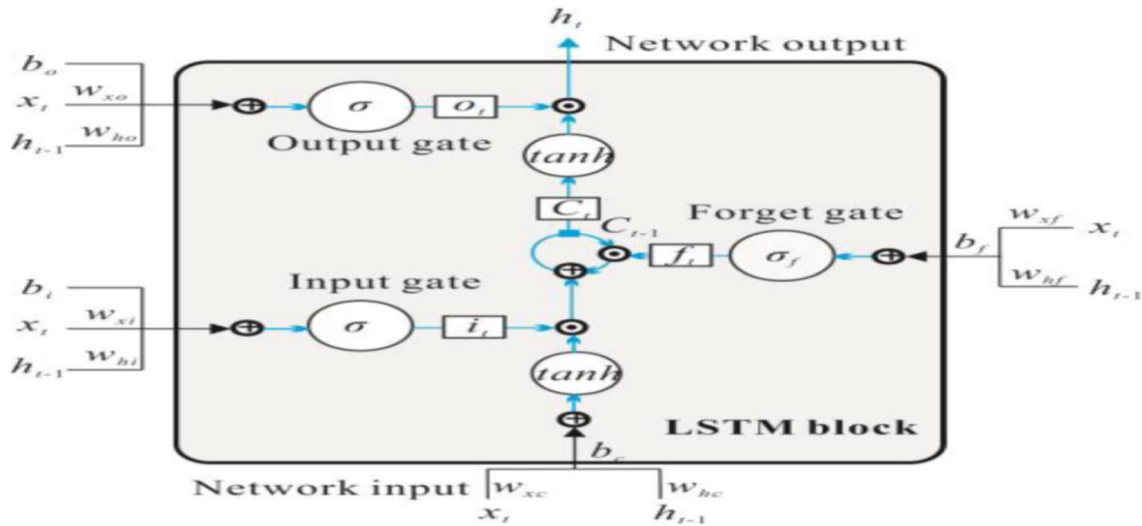 h_t
Network output
b_o
x_t w_xo
h_t-1 w_ho
σ o_t
Output gate
tanh
C_t
C_t-1
Forget gate
f_t σ_f
b_f
w_xf x_t
w_hf h_t-1
Input gate
b_i
x_t w_xi
h_t-1 w_hi
σ i_t
tanh
LSTM block
b_c
Network input
w_xc w_hc
x_t h_t-1